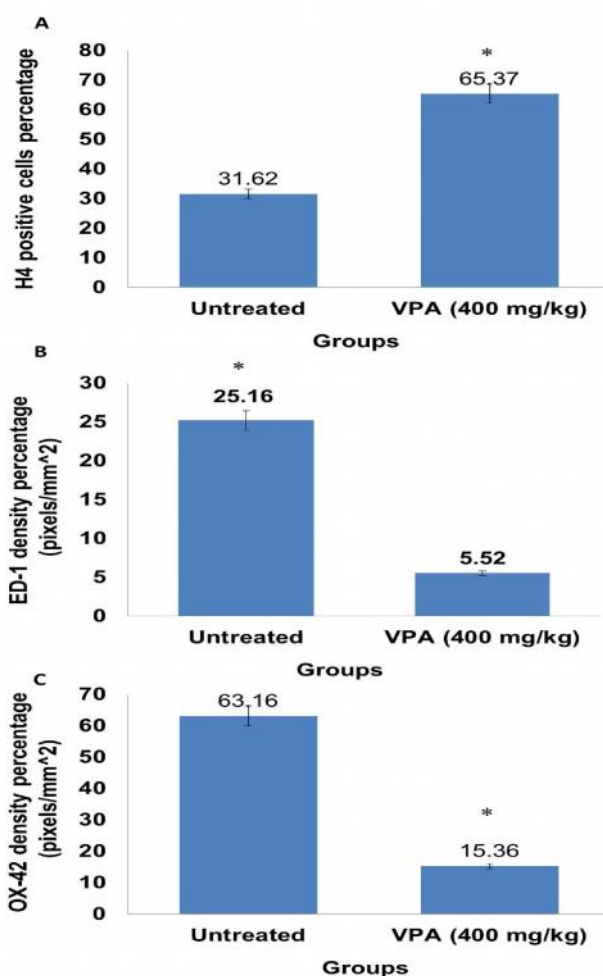 A
H4 positive cells percentage
80
70
60
50
40
30
20
10
0
31.62
*
65.37
Untreated VPA (400 mg/kg)
Groups
B
ED-1 density percentage
(pixels/mm^2)
30
25
20
15
10
5
0
*
25.16
5.52
Untreated VPA (400 mg/kg)
Groups
C
OX-42 density percentage
(pixels/mm^2)
70
60
50
40
30
20
10
0
63.16
*
15.36
Untreated VPA (400 mg/kg)
Groups